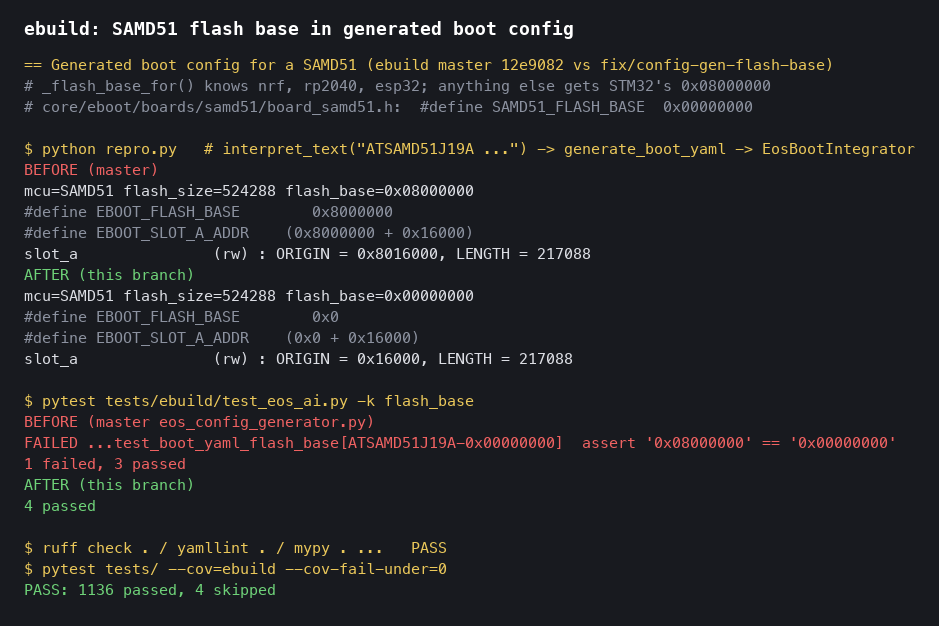 ebuild: SAMD51 flash base in generated boot config
== Generated boot config for a SAMD51 (ebuild master 12e9082 vs fix/config-gen-flash-base)
# _flash_base_for() knows nrf, rp2040, esp32; anything else gets STM32's 0x08000000
# core/eboot/boards/samd51/board_samd51.h:  #define SAMD51_FLASH_BASE  0x00000000
$ python repro.py   # interpret_text("ATSAMD51J19A ...") -> generate_boot_yaml -> EosBootIntegrator
BEFORE (master)
mcu=SAMD51 flash_size=524288 flash_base=0x08000000
#define EBOOT_FLASH_BASE        0x8000000
#define EBOOT_SLOT_A_ADDR    (0x8000000 + 0x16000)
slot_a               (rw) : ORIGIN = 0x8016000, LENGTH = 217088
AFTER (this branch)
mcu=SAMD51 flash_size=524288 flash_base=0x00000000
#define EBOOT_FLASH_BASE        0x0
#define EBOOT_SLOT_A_ADDR    (0x0 + 0x16000)
slot_a               (rw) : ORIGIN = 0x16000, LENGTH = 217088
$ pytest tests/ebuild/test_eos_ai.py -k flash_base
BEFORE (master eos_config_generator.py)
FAILED ...test_boot_yaml_flash_base[ATSAMD51J19A-0x00000000]  assert '0x08000000' == '0x00000000'
1 failed, 3 passed
AFTER (this branch)
4 passed
$ ruff check . / yamllint . / mypy . ...   PASS
$ pytest tests/ --cov=ebuild --cov-fail-under=0
PASS: 1136 passed, 4 skipped